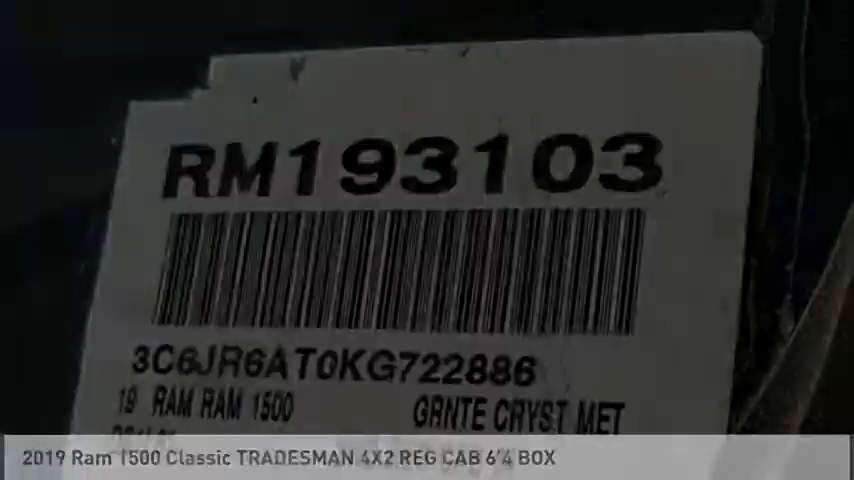 RM193103
3C6JR6AT0KG722886
19 RAM RAM 1500 GRNTE CRYST MET
2019 Ram 1500 Classic TRADESMAN 4X2 REG CAB 6'4 BOX